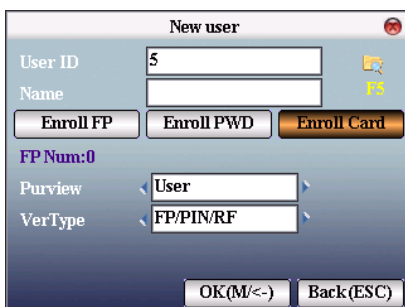 New user
User ID 5
Name F5
Enroll FP Enroll PWD Enroll Card
FP Num:0
Purview User
VerType FP/PIN/RF
OK(M/<-) Back(ESC)